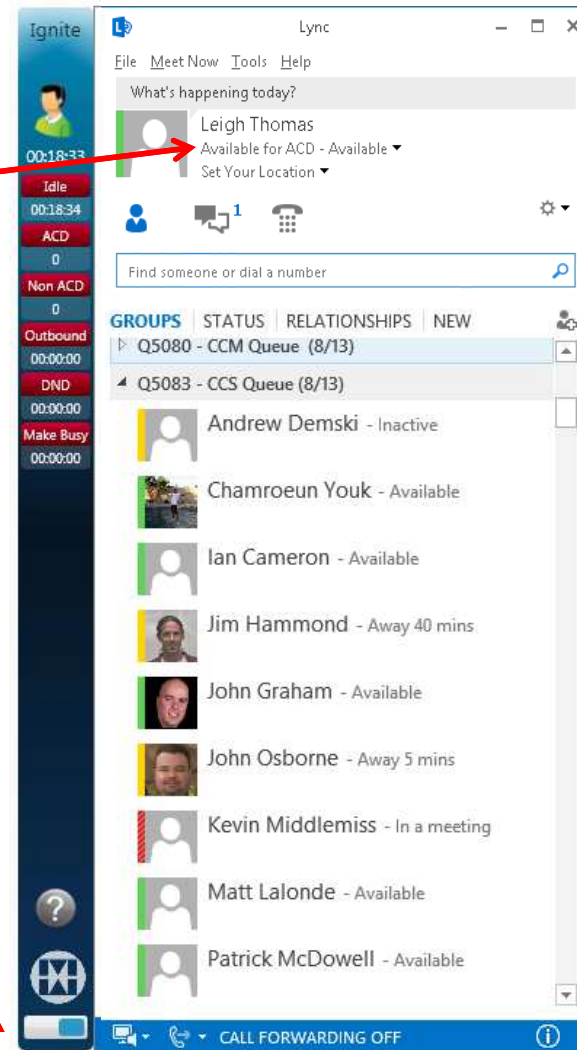 Ignite
00:18:33
Idle
00:18:34
ACD
0
Non ACD
0
Outbound
00:00:00
DND
00:00:00
Make Busy
00:00:00
?
Lync
File Meet Now Tools Help
What's happening today?
Leigh Thomas
Available for ACD - Available
Set Your Location
1
Find someone or dial a number
GROUPS STATUS RELATIONSHIPS NEW
Q5080 - CCM Queue (8/13)
Q5083 - CCS Queue (8/13)
Andrew Demski - Inactive
Chamroeun Youk - Available
Ian Cameron - Available
Jim Hammond - Away 40 mins
John Graham - Available
John Osborne - Away 5 mins
Kevin Middlemiss - In a meeting
Matt Lalonde - Available
Patrick McDowell - Available
CALL FORWARDING OFF